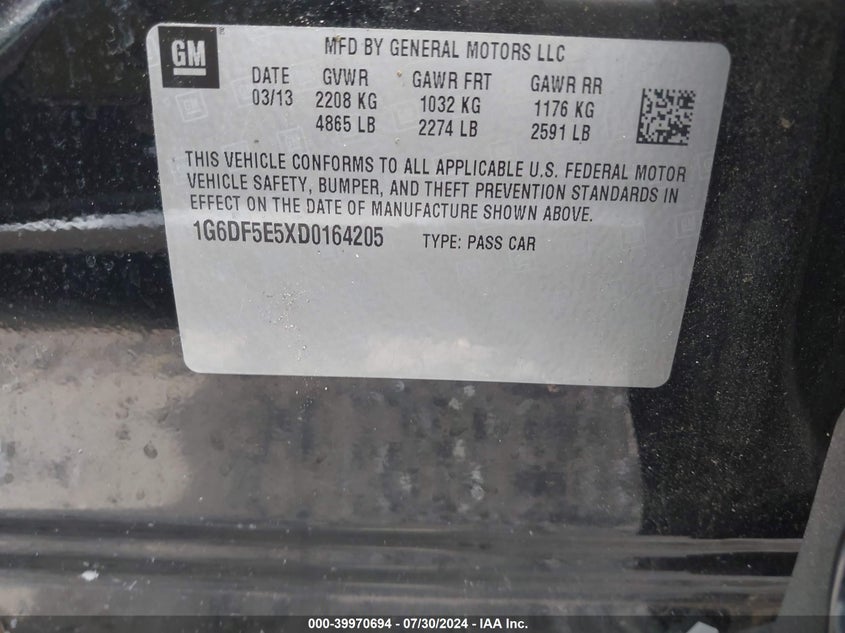 GM
MFD BY GENERAL MOTORS LLC
DATE GVWR GAWR FRT GAWR RR
03/13 2208 KG 1032 KG 1176 KG
4865 LB 2274 LB 2591 LB
THIS VEHICLE CONFORMS TO ALL APPLICABLE U.S. FEDERAL MOTOR
VEHICLE SAFETY, BUMPER, AND THEFT PREVENTION STANDARDS IN
EFFECT ON THE DATE OF MANUFACTURE SHOWN ABOVE.
1G6DF5E5XD0164205 TYPE: PASS CAR
000-39970694 - 07/30/2024 - IAA Inc.